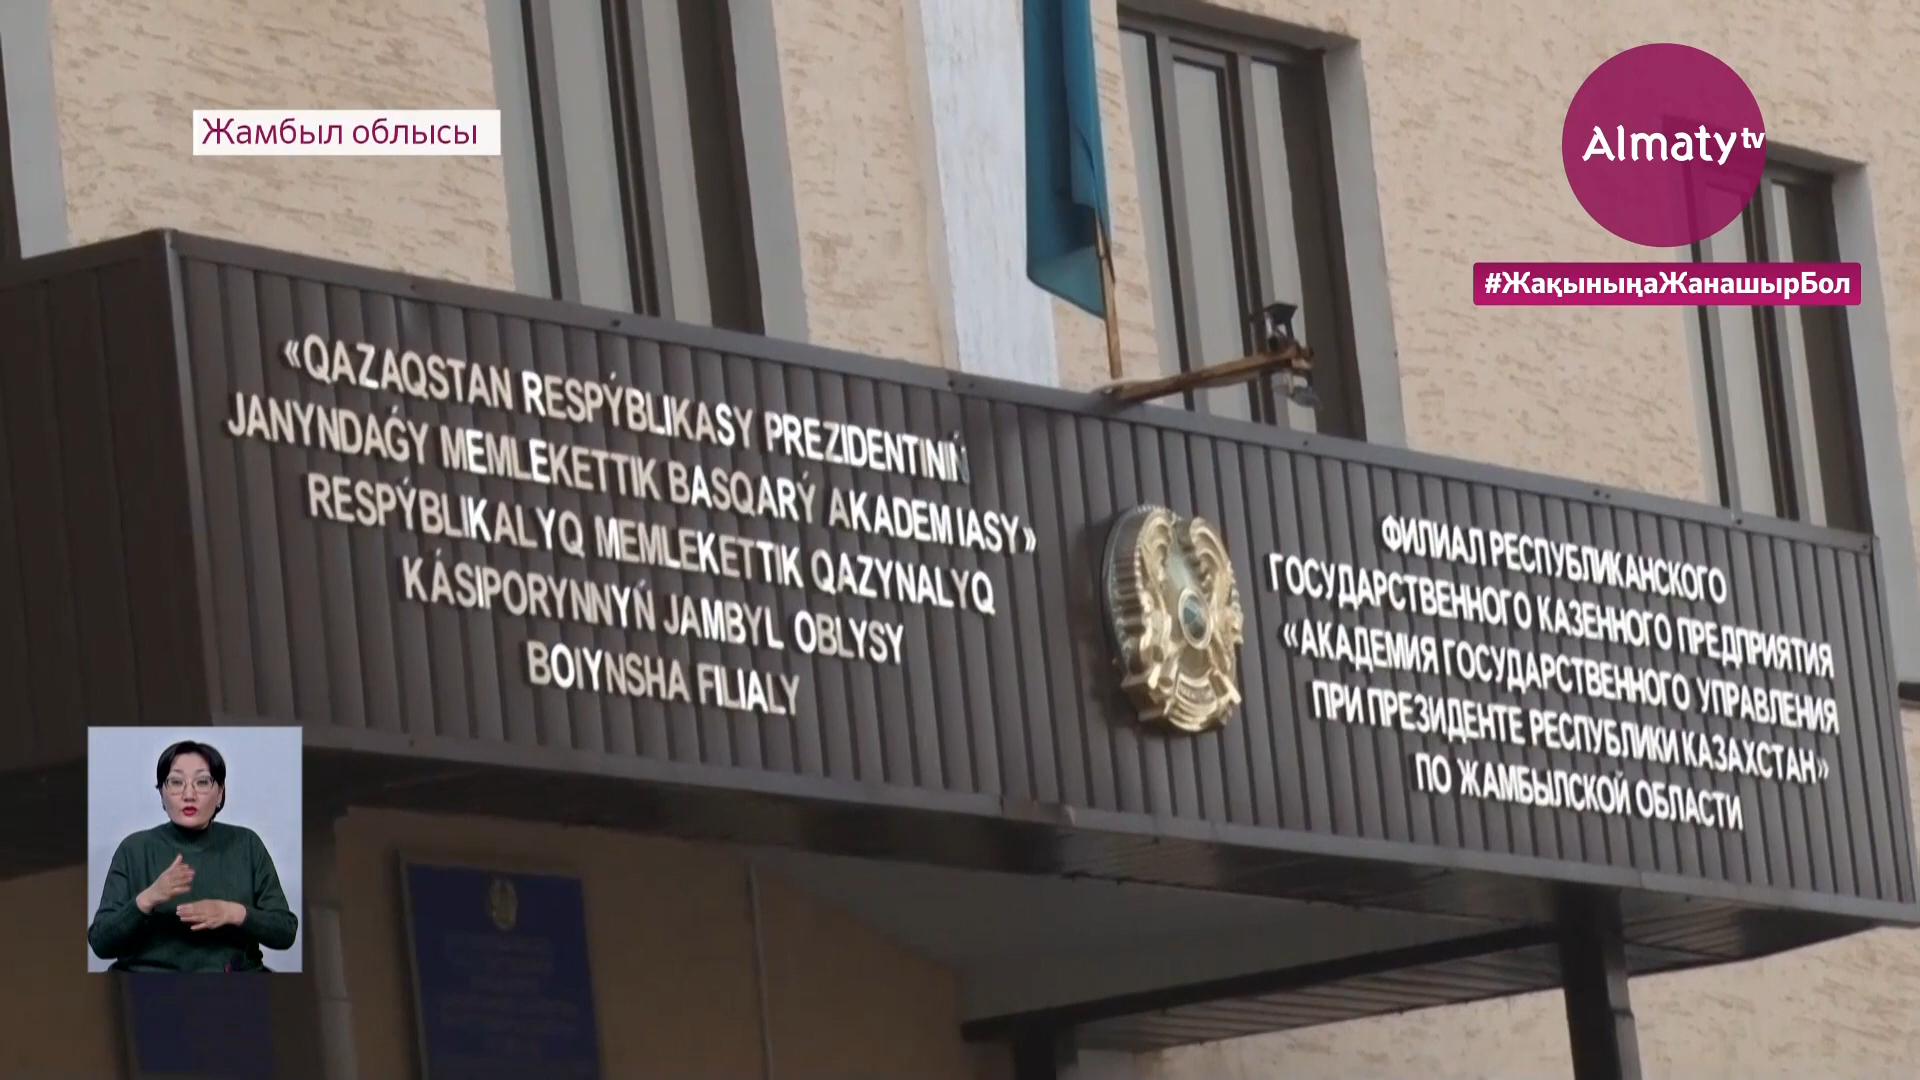 Жамбыл облысы
Almaty tv
#ЖақыныңаЖанашырБол
«QAZAQSTAN RESPÝBLIKASY PREZIDENTINIŃ
JANYNDAǴY MEMLEKETTIK BASQARÝ AKADEMIASY»
RESPÝBLIKALYQ MEMLEKETTIK QAZYNALYQ
KÁSIPORYNNYŃ JAMBYL OBLYSY
BOIYNSHA FILIALY
ФИЛИАЛ РЕСПУБЛИКАНСКОГО
ГОСУДАРСТВЕННОГО КАЗЕННОГО ПРЕДПРИЯТИЯ
«АКАДЕМИЯ ГОСУДАРСТВЕННОГО УПРАВЛЕНИЯ
ПРИ ПРЕЗИДЕНТЕ РЕСПУБЛИКИ КАЗАХСТАН»
ПО ЖАМБЫЛСКОЙ ОБЛАСТИ